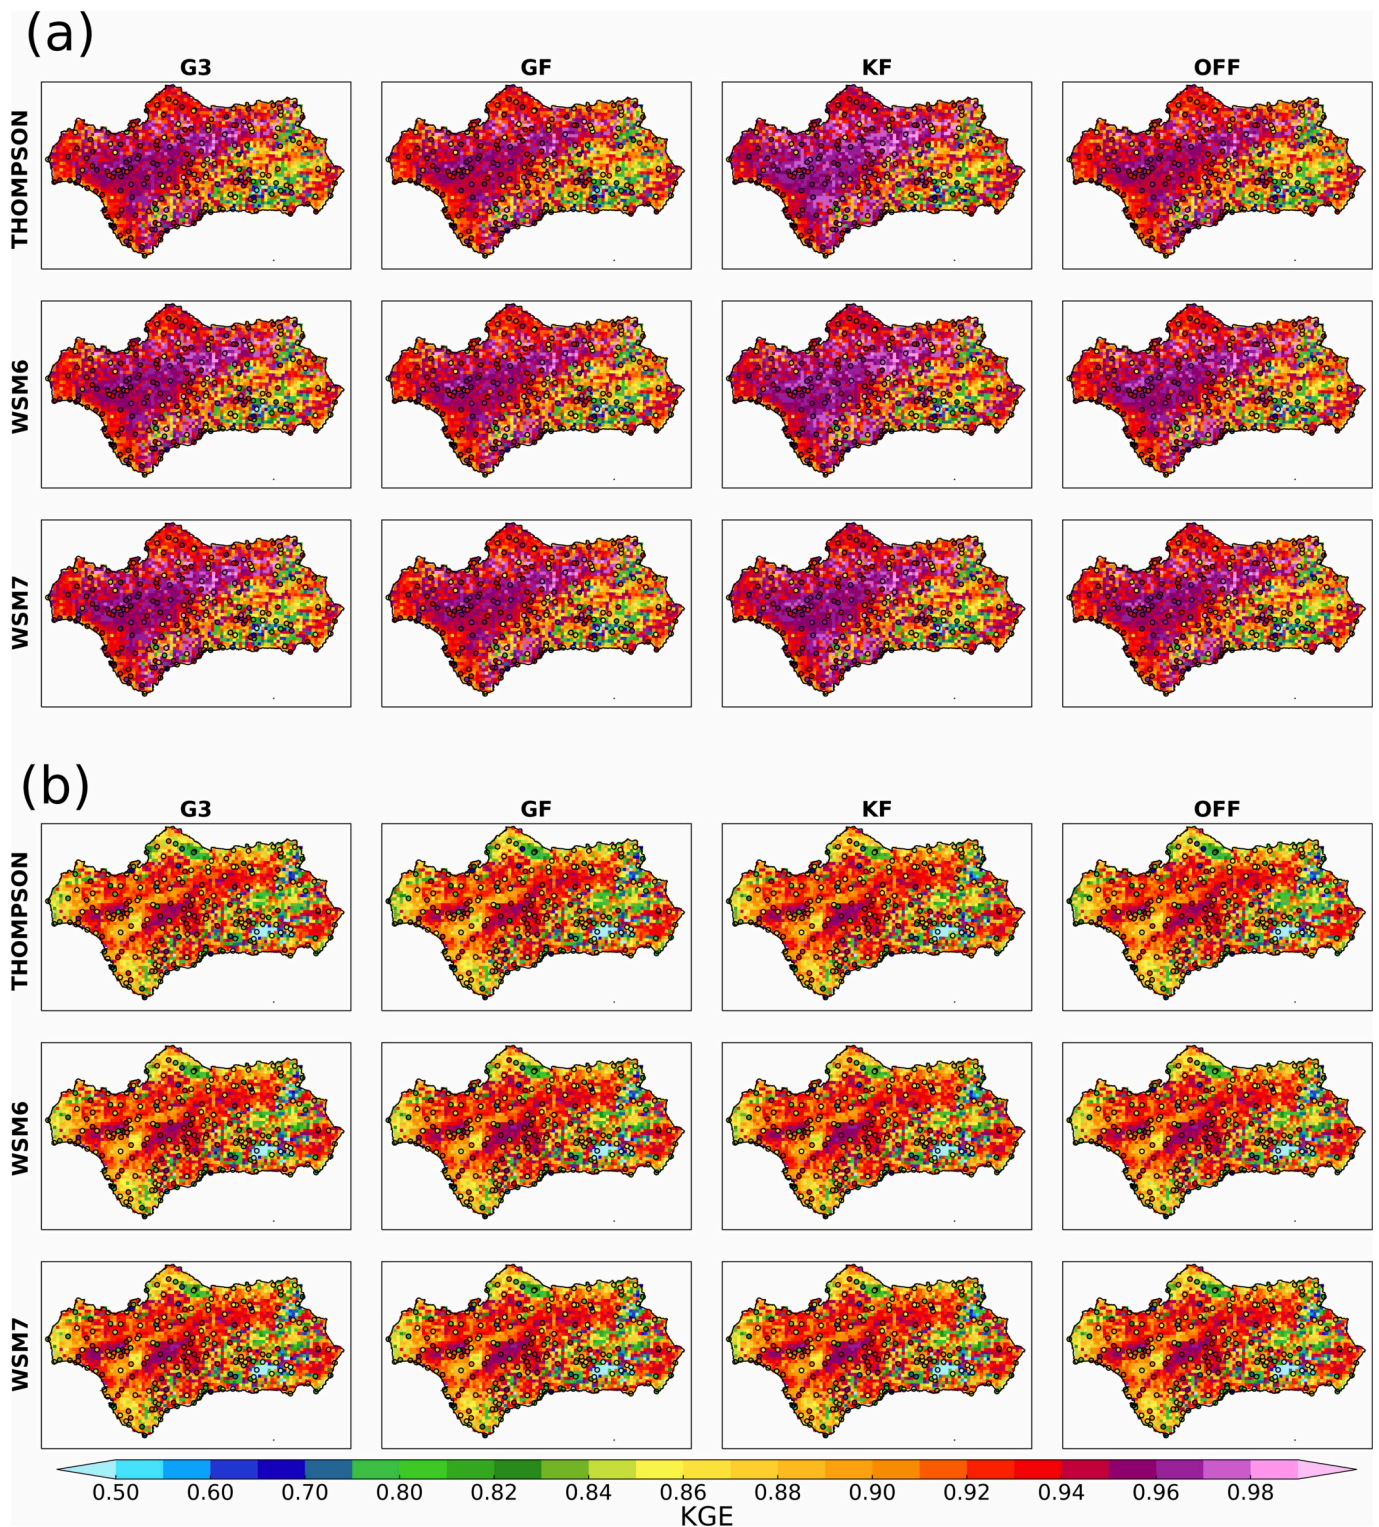 (a)
G3 GF KF OFF
THOMPSON
WSM6
WSM7
(b)
G3 GF KF OFF
THOMPSON
WSM6
WSM7
0.50 0.60 0.70 0.80 0.82 0.84 0.86 0.88 0.90 0.92 0.94 0.96 0.98
KGE